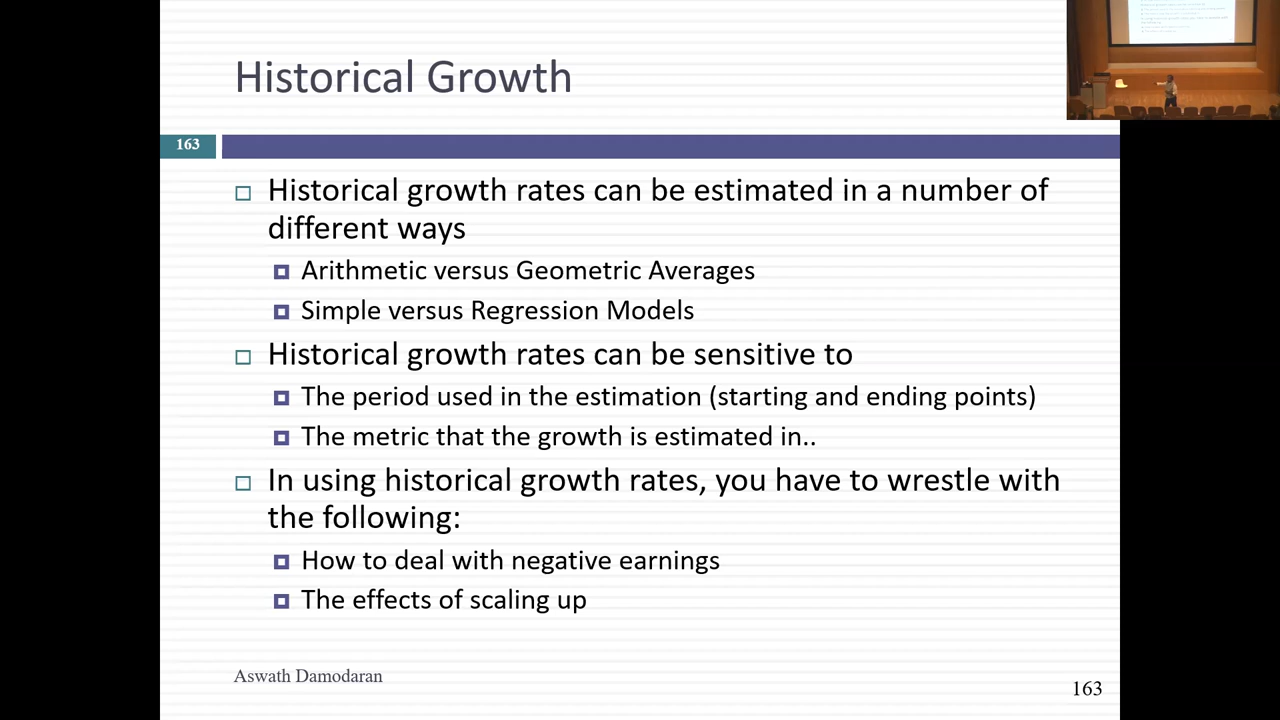 Historical Growth
163
Historical growth rates can be estimated in a number of
different ways
Arithmetic versus Geometric Averages
Simple versus Regression Models
Historical growth rates can be sensitive to
The period used in the estimation (starting and ending points)
The metric that the growth is estimated in..
In using historical growth rates, you have to wrestle with
the following:
How to deal with negative earnings
The effects of scaling up
Aswath Damodaran
163